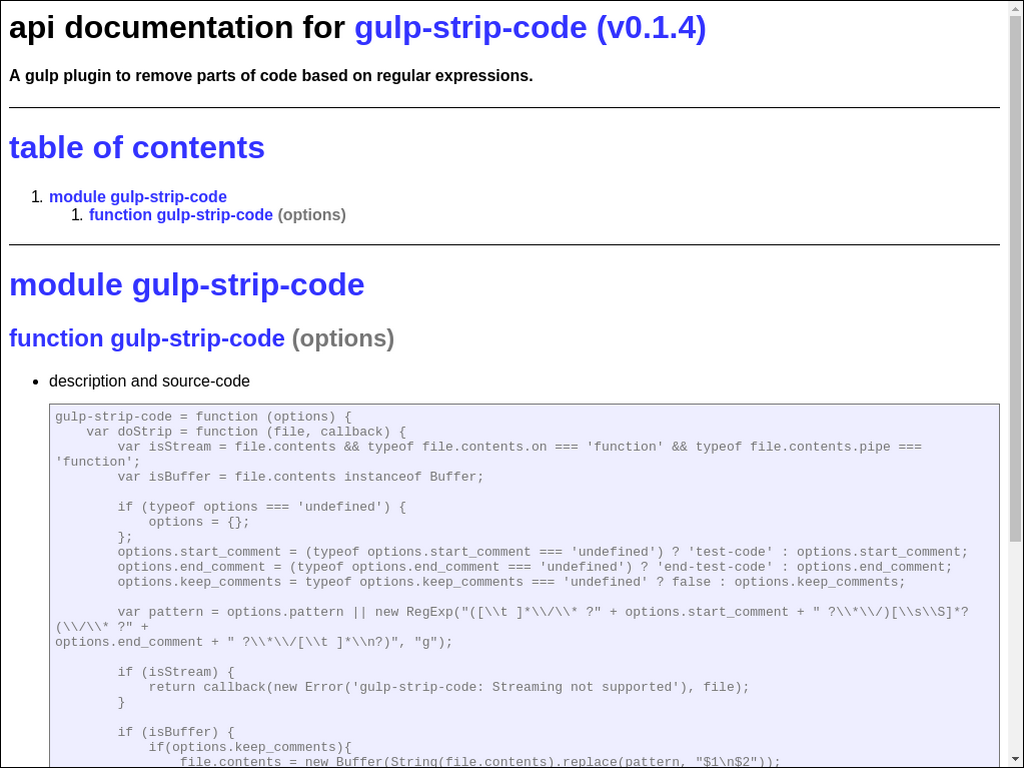 api documentation for gulp-strip-code (v0.1.4)
A gulp plugin to remove parts of code based on regular expressions.
table of contents
1. module gulp-strip-code
1. function gulp-strip-code (options)
module gulp-strip-code
function gulp-strip-code (options)
• description and source-code
gulp-strip-code = function (options) {
    var doStrip = function (file, callback) {
        var isStream = file.contents && typeof file.contents.on === 'function' && typeof file.contents.pipe ===
'function';
        var isBuffer = file.contents instanceof Buffer;
        if (typeof options === 'undefined') {
            options = {};
        };
        options.start_comment = (typeof options.start_comment === 'undefined') ? 'test-code' : options.start_comment;
        options.end_comment = (typeof options.end_comment === 'undefined') ? 'end-test-code' : options.end_comment;
        options.keep_comments = typeof options.keep_comments === 'undefined' ? false : options.keep_comments;
        var pattern = options.pattern || new RegExp("([\\t ]*\\/\\* ?" + options.start_comment + " ?\\*\\/)[\\s\\S]*?
(\\/\\* ?" +
options.end_comment + " ?\\*\\/[\\t ]*\\n?)", "g");
        if (isStream) {
            return callback(new Error('gulp-strip-code: Streaming not supported'), file);
        }
        if (isBuffer) {
            if(options.keep_comments){
                file.contents = new Buffer(String(file.contents).replace(pattern, "$1\n$2"));